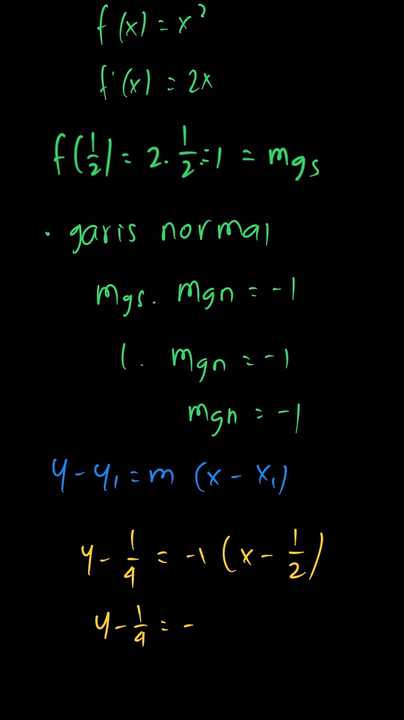 f(x) = x²
f'(x) = 2x
f(1/2) = 2. 1/2 = 1 = mgs
• garis normal
mgs. mgn = -1
1. mgn = -1
mgn = -1
y - y₁ = m (x - x₁)
y - 1/4 = -1 (x - 1/2)
y - 1/4 = -